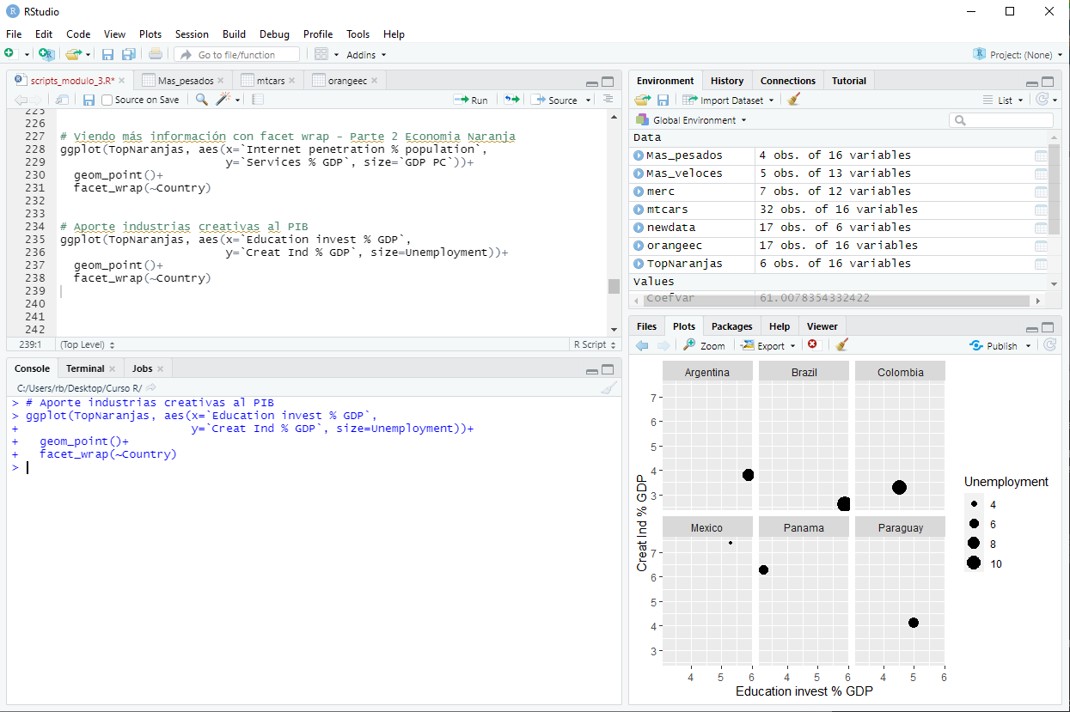 RStudio
File Edit Code View Plots Session Build Debug Profile Tools Help
Go to file/function Addins Project: (None)
scripts_modulo_3.R* Mas_pesados mtcars orangeec
Source on Save Run Source
225
226
227 # Viendo más información con facet wrap - Parte 2 Economia Naranja
228 ggplot(TopNaranjas, aes(x=`Internet penetration % population`,
229 y=`Services % GDP`, size=`GDP PC`))+
230 geom_point()+
231 facet_wrap(~Country)
232
233
234 # Aporte industrias creativas al PIB
235 ggplot(TopNaranjas, aes(x=`Education invest % GDP`,
236 y=`Creat Ind % GDP`, size=Unemployment))+
237 geom_point()+
238 facet_wrap(~Country)
239
240
241
242
239:1 (Top Level) R Script
Console Terminal Jobs
C:/Users/rb/Desktop/Curso R/
> # Aporte industrias creativas al PIB
> ggplot(TopNaranjas, aes(x=`Education invest % GDP`,
+ y=`Creat Ind % GDP`, size=Unemployment))+
+ geom_point()+
+ facet_wrap(~Country)
>
Environment History Connections Tutorial
Import Dataset List
Global Environment
Data
Mas_pesados 4 obs. of 16 variables
Mas_veloces 5 obs. of 13 variables
merc 7 obs. of 12 variables
mtcars 32 obs. of 16 variables
newdata 17 obs. of 6 variables
orangeec 17 obs. of 16 variables
TopNaranjas 6 obs. of 16 variables
Values
CoefVar 61.0078354332422
Files Plots Packages Help Viewer
Zoom Export Publish
Argentina Brazil Colombia
7
6
5
4
3
Mexico Panama Paraguay
7
6
5
4
3
4 5 6 4 5 6 4 5 6
Education invest % GDP
Creat Ind % GDP
Unemployment
4
6
8
10